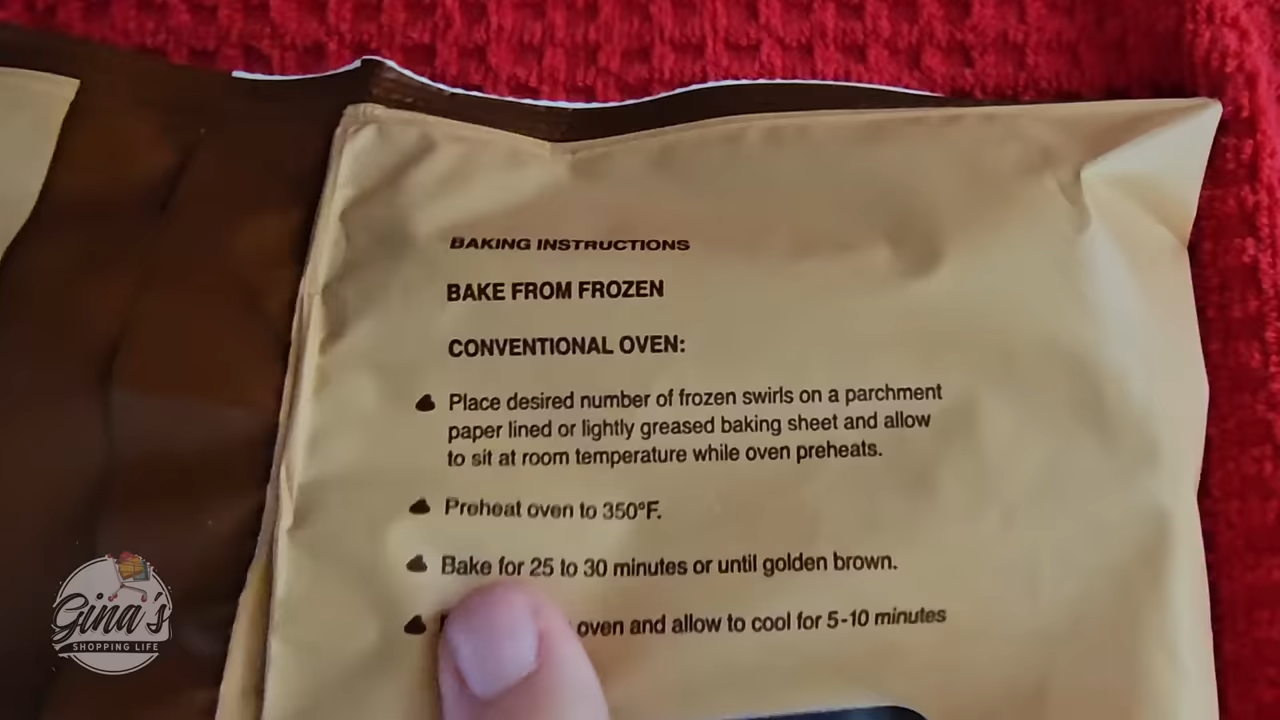 BAKING INSTRUCTIONS
BAKE FROM FROZEN
CONVENTIONAL OVEN:
Place desired number of frozen swirls on a parchment
paper lined or lightly greased baking sheet and allow
to sit at room temperature while oven preheats.
Preheat oven to 350°F.
Bake for 25 to 30 minutes or until golden brown.
oven and allow to cool for 5-10 minutes
Gina's
SHOPPING LIFE